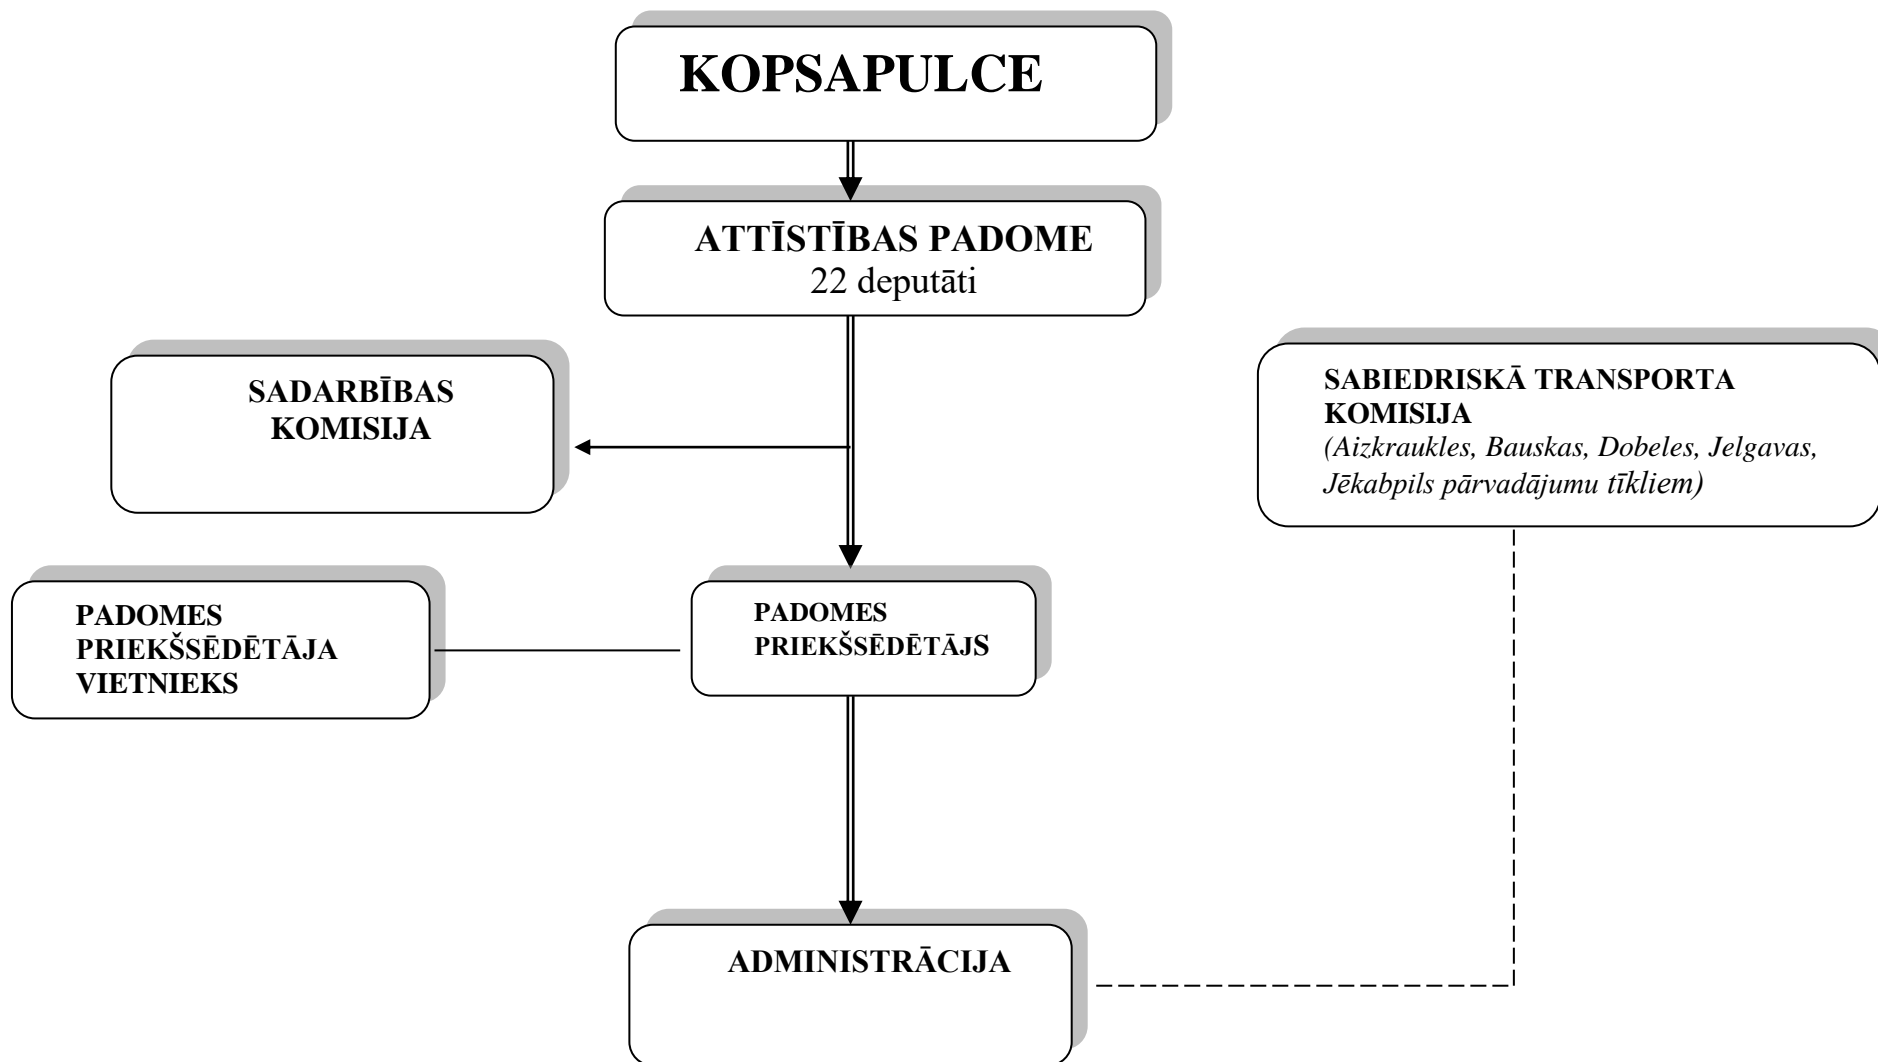 KOPSAPULCE
ATTĪSTĪBAS PADOME
22 deputāti
SADARBĪBAS
KOMISIJA
SABIEDRISKĀ TRANSPORTA
KOMISIJA
(Aizkraukles, Bauskas, Dobeles, Jelgavas,
Jēkabpils pārvadājumu tīkliem)
PADOMES
PRIEKŠSĒDĒTĀJA
VIETNIEKS
PADOMES
PRIEKŠSĒDĒTĀJS
ADMINISTRĀCIJA